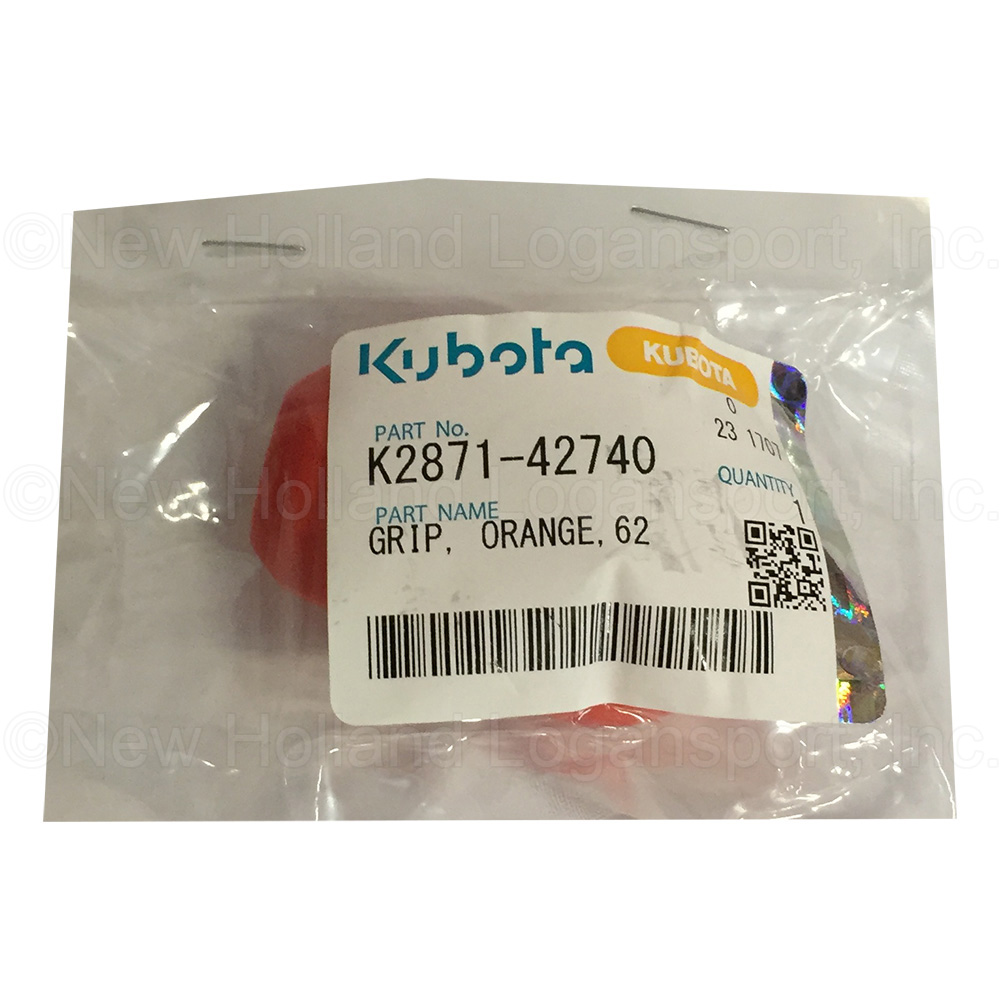 ©New Holland Logansport, Inc.
Kubota KUBOTA
0
23 1707
PART No.
K2871-42740
QUANTITY
1
PART NAME
GRIP, ORANGE, 62
©New Holland Logansport, Inc.
©New Holland Logansport, Inc.